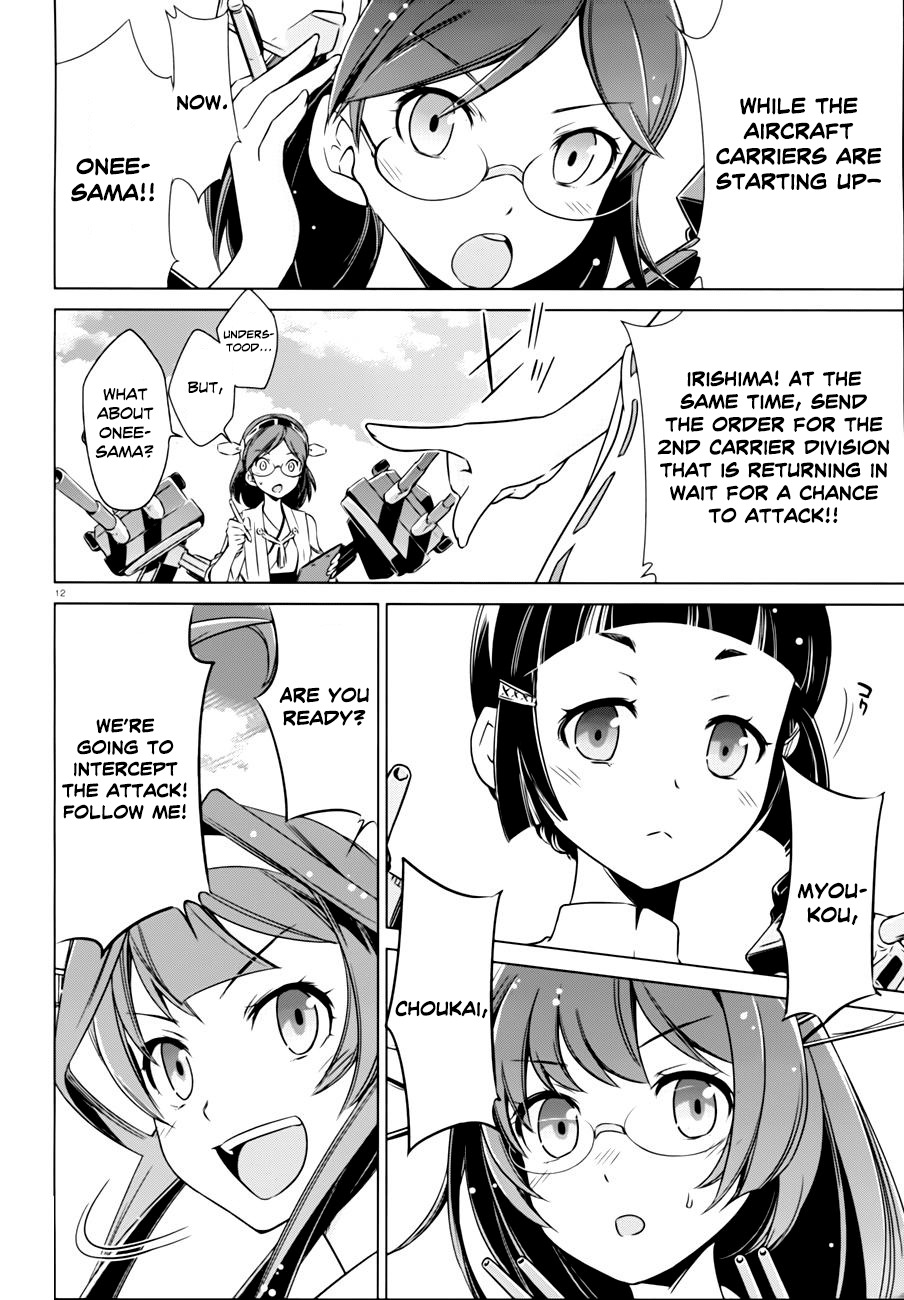 WHILE THE
AIRCRAFT
CARRIERS ARE
STARTING UP-
NOW.
ONEE-
SAMA!!
IRISHIMA! AT THE
SAME TIME, SEND
THE ORDER FOR THE
2ND CARRIER DIVISION
THAT IS RETURNING IN
WAIT FOR A CHANCE
TO ATTACK!!
UNDERS-
TOOD...
BUT,
WHAT
ABOUT
ONEE-
SAMA?
12
MYOU-
KOU,
CHOUKAI,
ARE YOU
READY?
WE'RE
GOING TO
INTERCEPT
THE ATTACK!
FOLLOW ME!